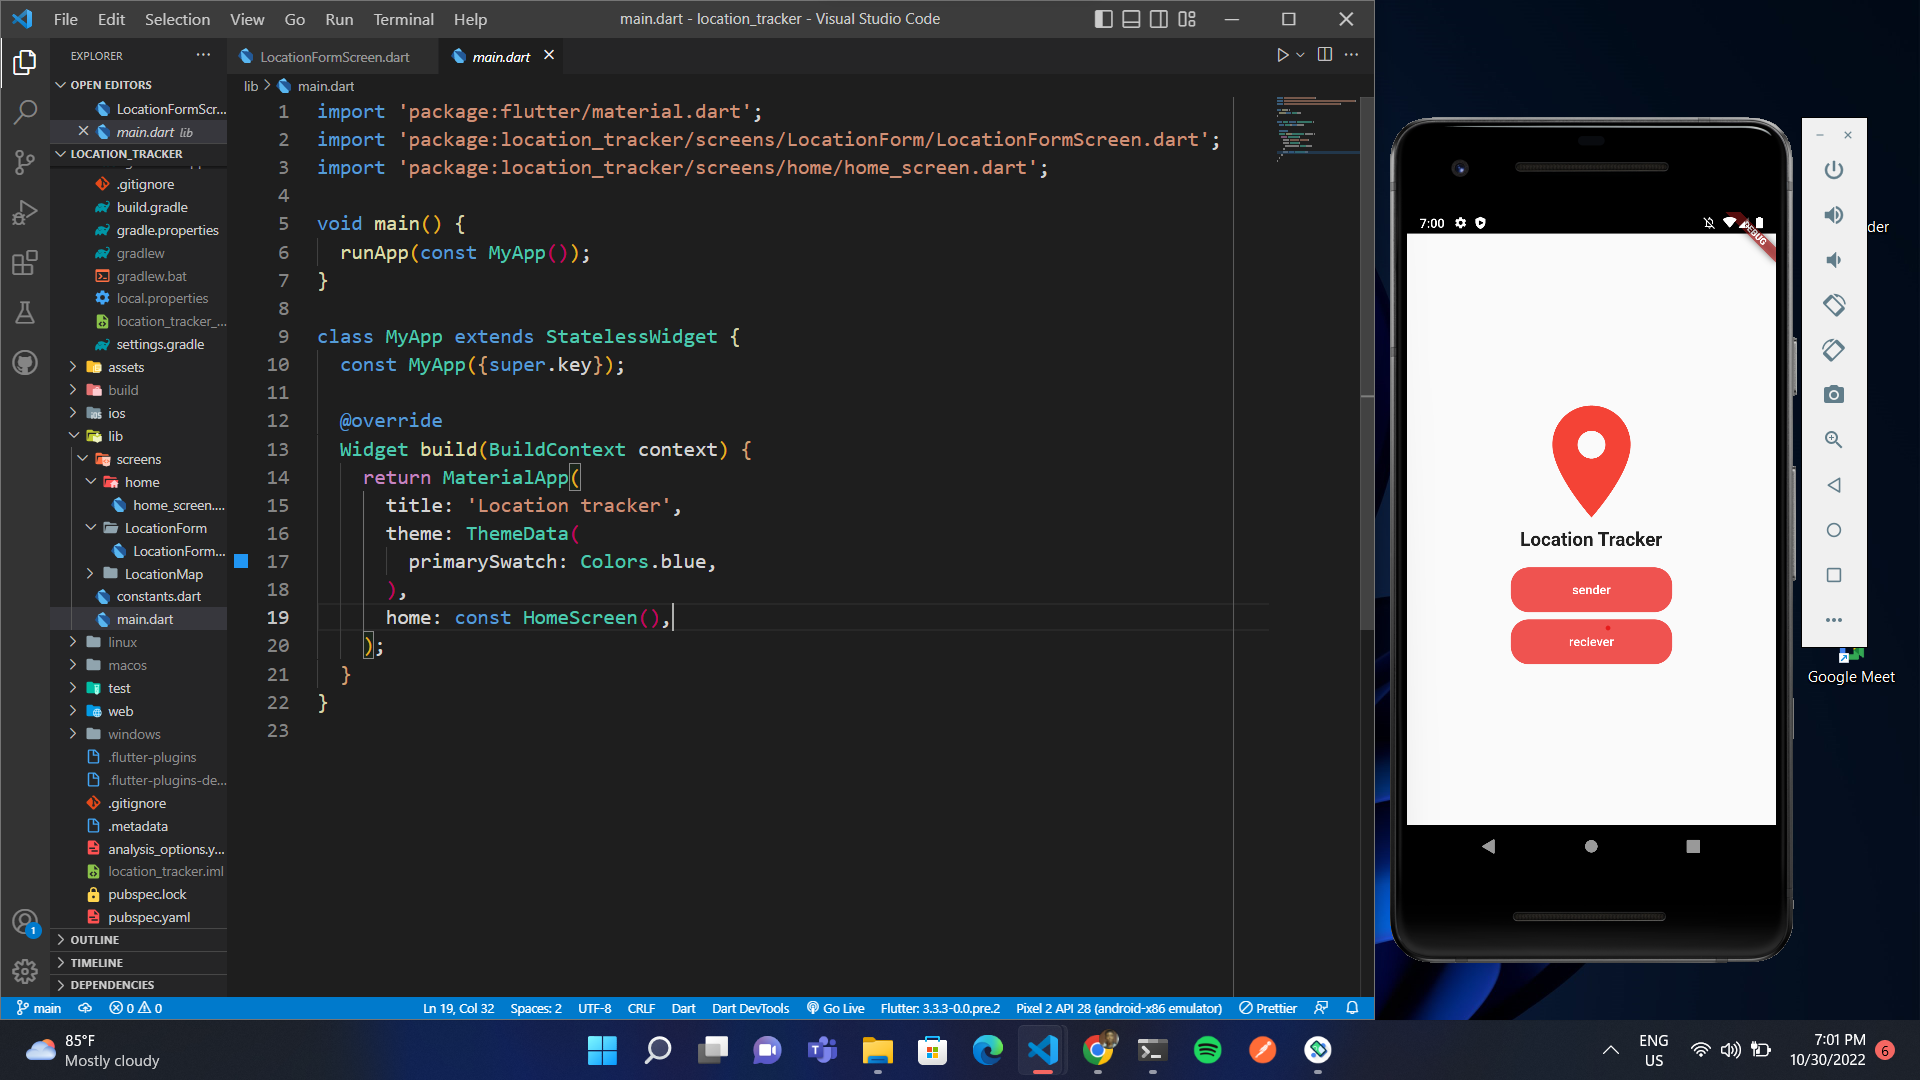 File Edit Selection View Go Run Terminal Help
main.dart - location_tracker - Visual Studio Code
EXPLORER
OPEN EDITORS
LocationFormScr...
main.dart lib
LOCATION_TRACKER
.gitignore
build.gradle
gradle.properties
gradlew
gradlew.bat
local.properties
location_tracker_...
settings.gradle
assets
build
ios
lib
screens
home
home_screen....
LocationForm
LocationForm...
LocationMap
constants.dart
main.dart
linux
macos
test
web
windows
.flutter-plugins
.flutter-plugins-de...
.gitignore
.metadata
analysis_options.y...
location_tracker.iml
pubspec.lock
pubspec.yaml
OUTLINE
TIMELINE
DEPENDENCIES
LocationFormScreen.dart
main.dart
lib > main.dart
1 import 'package:flutter/material.dart';
2 import 'package:location_tracker/screens/LocationForm/LocationFormScreen.dart';
3 import 'package:location_tracker/screens/home/home_screen.dart';
4
5 void main() {
6 runApp(const MyApp());
7 }
8
9 class MyApp extends StatelessWidget {
10 const MyApp({super.key});
11
12 @override
13 Widget build(BuildContext context) {
14 return MaterialApp(
15 title: 'Location tracker',
16 theme: ThemeData(
17 primarySwatch: Colors.blue,
18 ),
19 home: const HomeScreen(),
20 );
21 }
22 }
23
7:00
DEBUG
Location Tracker
sender
reciever
der
Google Meet
1
main
0 0
Ln 19, Col 32
Spaces: 2
UTF-8
CRLF
Dart
Dart DevTools
Go Live
Flutter: 3.3.3-0.0.pre.2
Pixel 2 API 28 (android-x86 emulator)
Prettier
85°F
Mostly cloudy
ENG
US
7:01 PM
10/30/2022
6